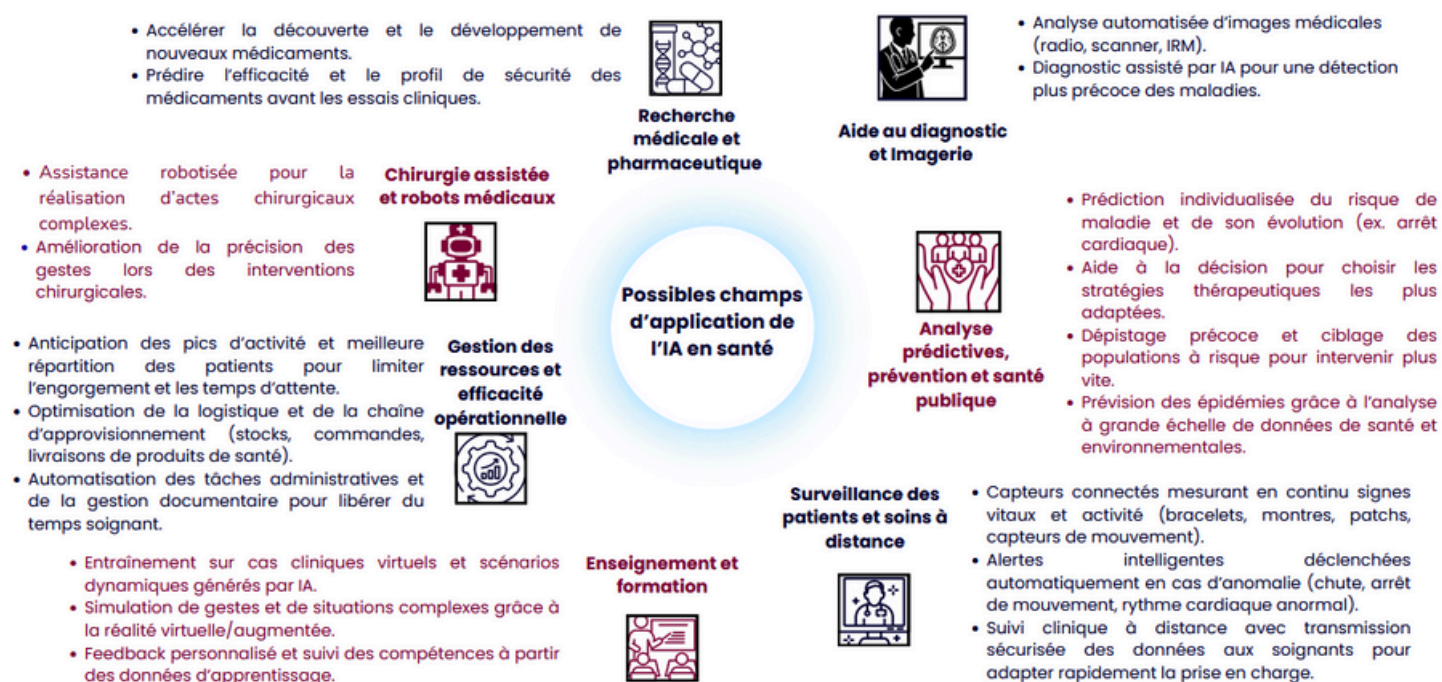 • Accélérer la découverte et le développement de
nouveaux médicaments.
• Prédire l'efficacité et le profil de sécurité des
médicaments avant les essais cliniques.
Recherche
médicale et
pharmaceutique
Aide au diagnostic
et Imagerie
• Analyse automatisée d'images médicales
(radio, scanner, IRM).
• Diagnostic assisté par IA pour une détection
plus précoce des maladies.
• Assistance robotisée pour la
réalisation d'actes chirurgicaux
complexes.
• Amélioration de la précision des
gestes lors des interventions
chirurgicales.
Chirurgie assistée
et robots médicaux
Possibles champs
d'application de
l'IA en santé
Analyse
prédictives,
prévention et santé
publique
• Prédiction individualisée du risque de
maladie et de son évolution (ex. arrêt
cardiaque).
• Aide à la décision pour choisir les
stratégies thérapeutiques les plus
adaptées.
• Dépistage précoce et ciblage des
populations à risque pour intervenir plus
vite.
• Prévision des épidémies grâce à l'analyse
à grande échelle de données de santé et
environnementales.
• Anticipation des pics d'activité et meilleure
répartition des patients pour limiter
l'engorgement et les temps d'attente.
• Optimisation de la logistique et de la chaîne
d'approvisionnement (stocks, commandes,
livraisons de produits de santé).
• Automatisation des tâches administratives et
de la gestion documentaire pour libérer du
temps soignant.
Gestion des
ressources et
efficacité
opérationnelle
Surveillance des
patients et soins à
distance
• Capteurs connectés mesurant en continu signes
vitaux et activité (bracelets, montres, patchs,
capteurs de mouvement).
• Alertes intelligentes déclenchées
automatiquement en cas d'anomalie (chute, arrêt
de mouvement, rythme cardiaque anormal).
• Suivi clinique à distance avec transmission
sécurisée des données aux soignants pour
adapter rapidement la prise en charge.
• Entraînement sur cas cliniques virtuels et scénarios
dynamiques générés par IA.
• Simulation de gestes et de situations complexes grâce à
la réalité virtuelle/augmentée.
• Feedback personnalisé et suivi des compétences à partir
des données d'apprentissage.
Enseignement et
formation